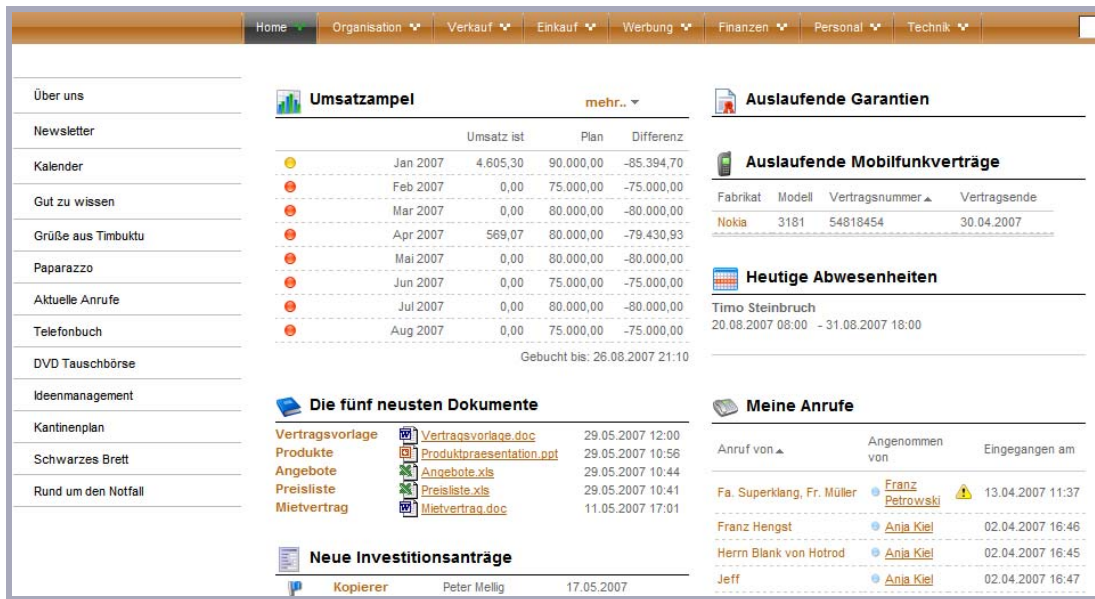 Home Organisation Verkauf Einkauf Werbung Finanzen Personal Technik
Über uns
Newsletter
Kalender
Gut zu wissen
Grüße aus Timbuktu
Paparazzo
Aktuelle Anrufe
Telefonbuch
DVD Tauschbörse
Ideenmanagement
Kantinenplan
Schwarzes Brett
Rund um den Notfall
Umsatzampel mehr..
Umsatz ist Plan Differenz
Jan 2007 4.605,30 90.000,00 -85.394,70
Feb 2007 0,00 75.000,00 -75.000,00
Mar 2007 0,00 80.000,00 -80.000,00
Apr 2007 569,07 80.000,00 -79.430,93
Mai 2007 0,00 80.000,00 -80.000,00
Jun 2007 0,00 75.000,00 -75.000,00
Jul 2007 0,00 80.000,00 -80.000,00
Aug 2007 0,00 75.000,00 -75.000,00
Gebucht bis: 26.08.2007 21:10
Die fünf neusten Dokumente
Vertragsvorlage Vertragsvorlage.doc 29.05.2007 12:00
Produkte Produktpraesentation.ppt 29.05.2007 10:56
Angebote Angebote.xls 29.05.2007 10:44
Preisliste Preisliste.xls 29.05.2007 10:41
Mietvertrag Mietvertrag.doc 11.05.2007 17:01
Neue Investitionsanträge
Kopierer Peter Mellig 17.05.2007
Auslaufende Garantien
Auslaufende Mobilfunkverträge
Fabrikat Modell Vertragsnummer Vertragsende
Nokia 3181 54818454 30.04.2007
Heutige Abwesenheiten
Timo Steinbruch
20.08.2007 08:00 - 31.08.2007 18:00
Meine Anrufe
Anruf von Angenommen von Eingegangen am
Fa. Superklang, Fr. Müller Franz Petrowski 13.04.2007 11:37
Franz Hengst Anja Kiel 02.04.2007 16:46
Herrn Blank von Hotrod Anja Kiel 02.04.2007 16:45
Jeff Anja Kiel 02.04.2007 16:47